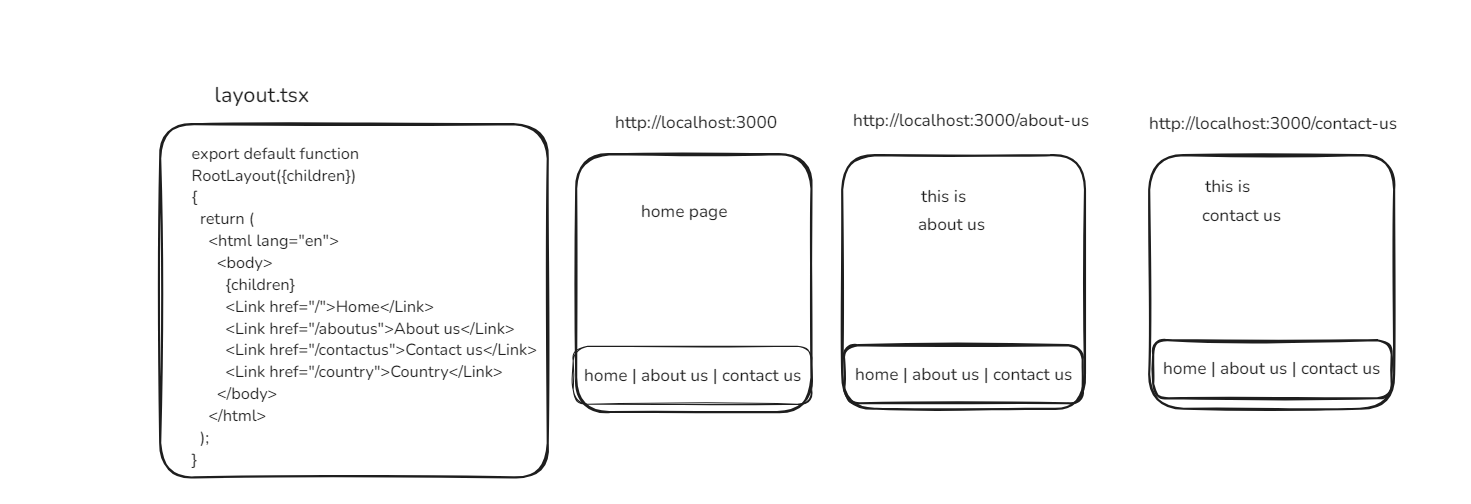 layout.tsx
export default function
RootLayout({children})
{
return (
<html lang="en">
<body>
{children}
<Link href="/">Home</Link>
<Link href="/aboutus">About us</Link>
<Link href="/contactus">Contact us</Link>
<Link href="/country">Country</Link>
</body>
</html>
);
}
http://localhost:3000
home page
home | about us | contact us
http://localhost:3000/about-us
this is
about us
home | about us | contact us
http://localhost:3000/contact-us
this is
contact us
home | about us | contact us